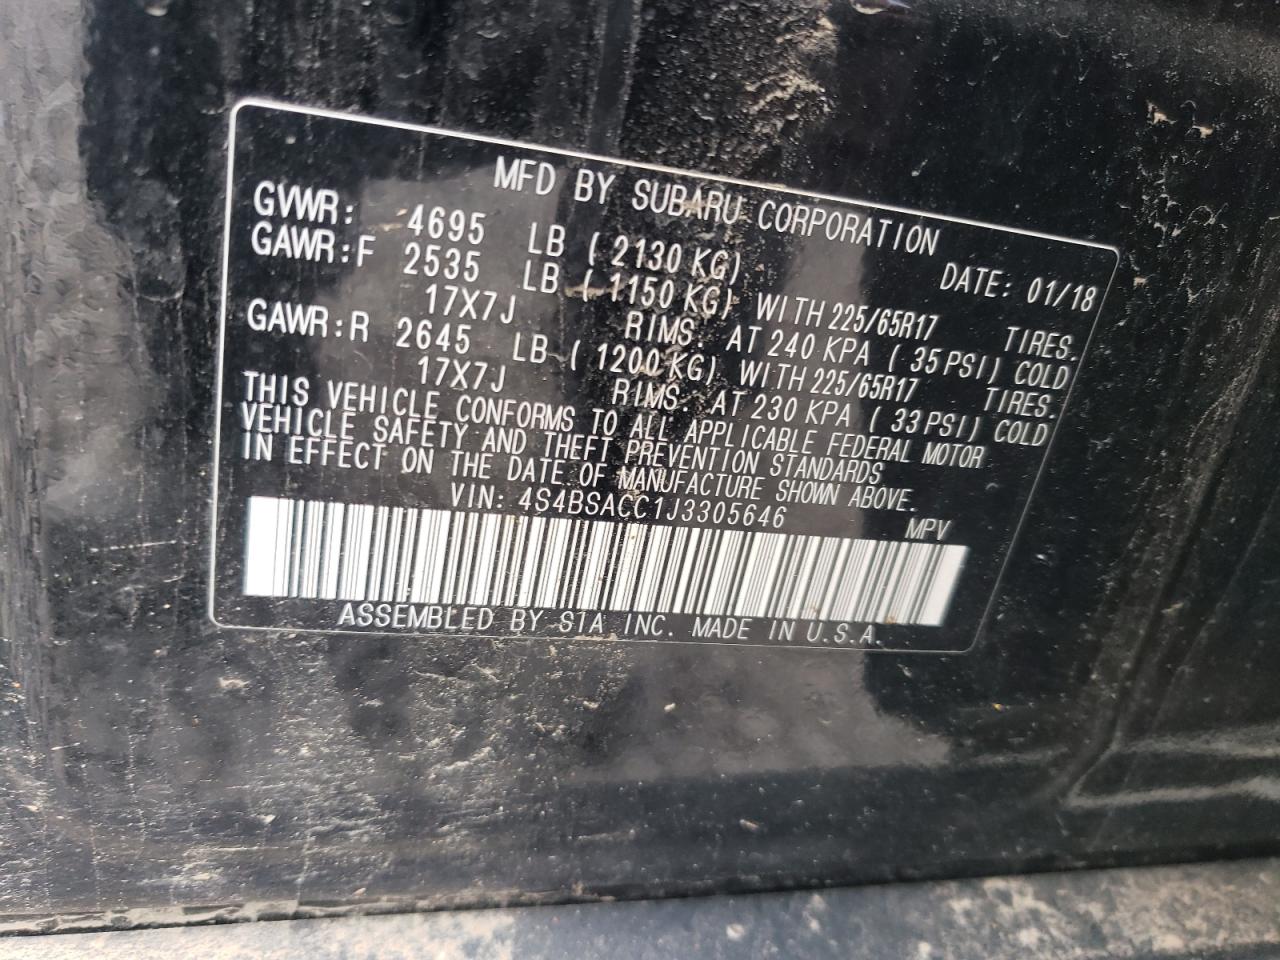 MFD BY SUBARU CORPORATION
DATE: 01/18
GVWR: 4695 LB ( 2130 KG)
GAWR:F 2535 LB ( 1150 KG) WITH 225/65R17 TIRES.
17X7J RIMS. AT 240 KPA ( 35 PSI) COLD
GAWR:R 2645 LB ( 1200 KG) WITH 225/65R17 TIRES.
17X7J RIMS. AT 230 KPA ( 33 PSI) COLD
THIS VEHICLE CONFORMS TO ALL APPLICABLE FEDERAL MOTOR
VEHICLE SAFETY AND THEFT PREVENTION STANDARDS
IN EFFECT ON THE DATE OF MANUFACTURE SHOWN ABOVE.
VIN: 4S4BSACC1J3305646 MPV
ASSEMBLED BY SIA INC. MADE IN U.S.A.